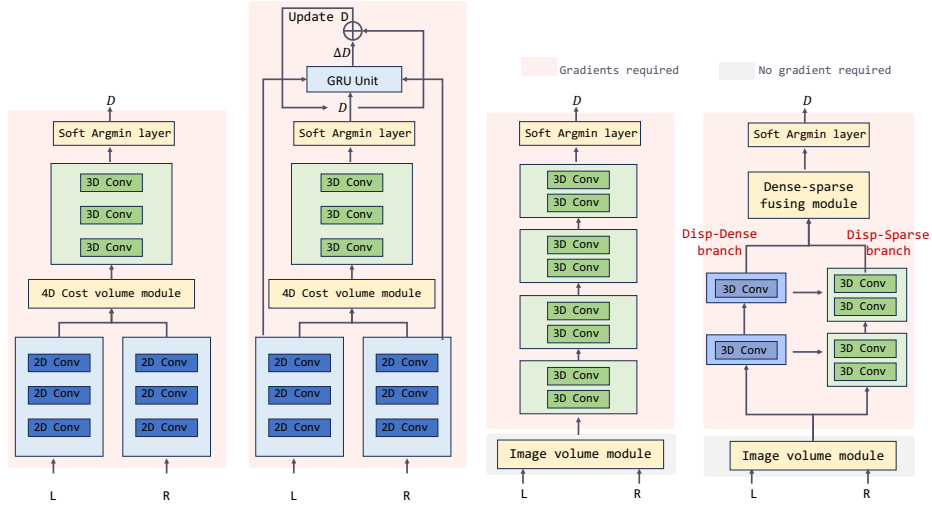 D
Soft Argmin layer
3D Conv
3D Conv
3D Conv
4D Cost volume module
2D Conv
2D Conv
2D Conv
2D Conv
2D Conv
2D Conv
L
R
Update D
ΔD
GRU Unit
D
Soft Argmin layer
3D Conv
3D Conv
3D Conv
4D Cost volume module
2D Conv
2D Conv
2D Conv
2D Conv
2D Conv
2D Conv
L
R
Gradients required
No gradient required
D
Soft Argmin layer
3D Conv
3D Conv
3D Conv
3D Conv
3D Conv
3D Conv
3D Conv
3D Conv
Image volume module
L
R
D
Soft Argmin layer
Dense-sparse
fusing module
Disp-Dense
branch
Disp-Sparse
branch
3D Conv
3D Conv
3D Conv
3D Conv
3D Conv
3D Conv
Image volume module
L
R